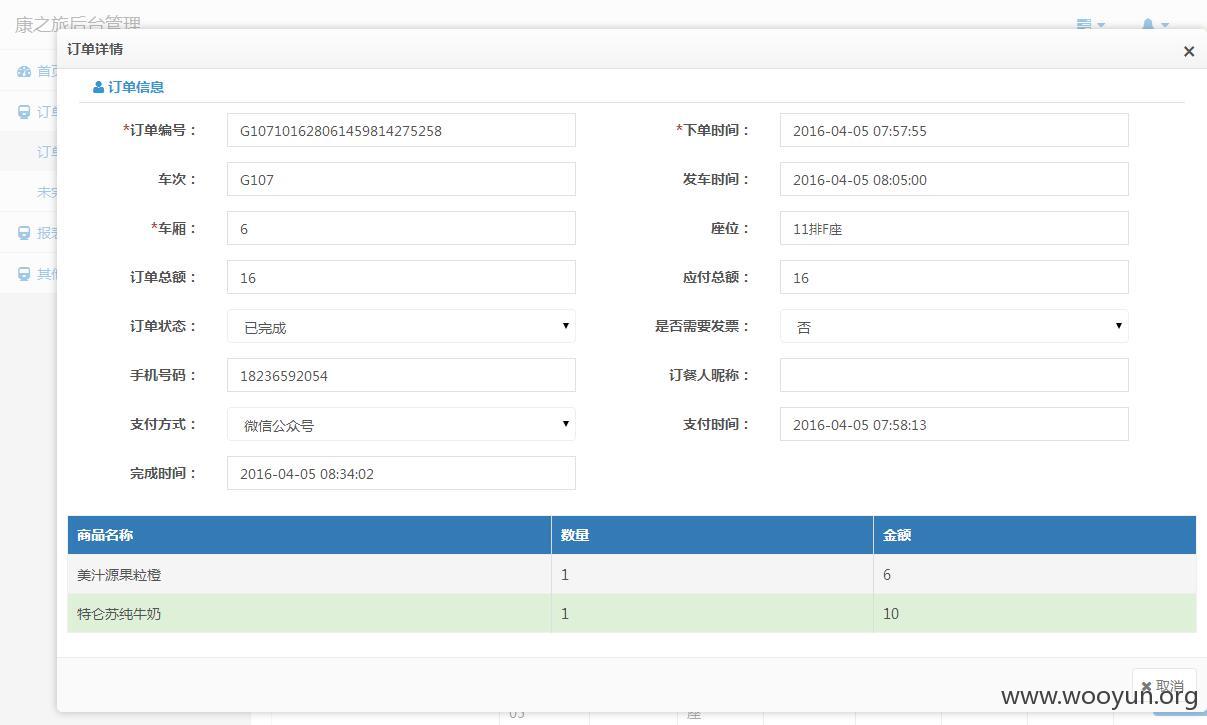 康之旅后台管理
订单详情
×
首页
订单信息
订单
*订单编号：
G107101628061459814275258
*下单时间：
2016-04-05 07:57:55
订单
车次：
G107
发车时间：
2016-04-05 08:05:00
*车厢：
6
座位：
11排F座
报表
订单总额：
16
应付总额：
16
其他
订单状态：
已完成
是否需要发票：
否
手机号码：
18236592054
订餐人昵称：
支付方式：
微信公众号
支付时间：
2016-04-05 07:58:13
完成时间：
2016-04-05 08:34:02
商品名称 数量 金额
美汁源果粒橙 1 6
特仑苏纯牛奶 1 10
取消
www.wooyun.org
05
座